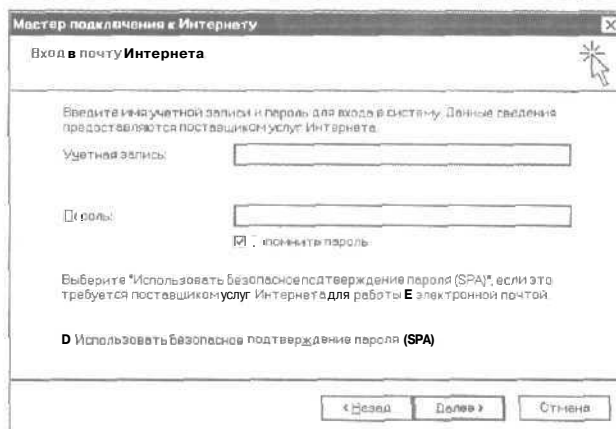 Мастер подключения к Интернету
Вход в почту Интернета
Введите имя учетной записи и пароль для входа в систему. Данные сведения
предоставляются поставщиком услуг Интернета.
Учетная запись:
Пароль:
Запомнить пароль
Выберите "Использовать безопасное подтверждение пароля (SPA)", если это
требуется поставщиком услуг Интернета для работы E электронной почтой
D Использовать безопасное подтверждение пароля (SPA)
< Назад Далее > Отмена